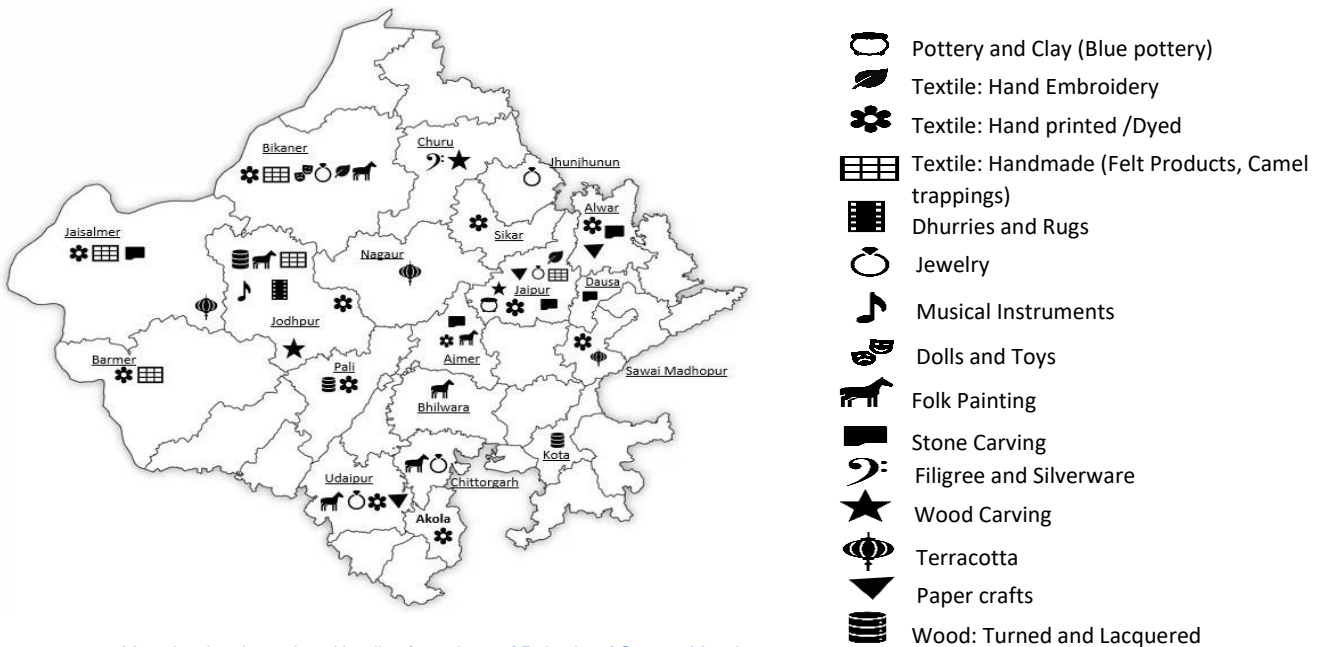 Bikaner
Churu
Jhunjhunun
Alwar
Jaisalmer
Sikar
Nagaur
Jaipur
Dausa
Jodhpur
Ajmer
Sawai Madhopur
Barmer
Pali
Bhilwara
Kota
Udaipur
Chittorgarh
Akola
Pottery and Clay (Blue pottery)
Textile: Hand Embroidery
Textile: Hand printed /Dyed
Textile: Handmade (Felt Products, Camel
trappings)
Dhurries and Rugs
Jewelry
Musical Instruments
Dolls and Toys
Folk Painting
Stone Carving
Filigree and Silverware
Wood Carving
Terracotta
Paper crafts
Wood: Turned and Lacquered